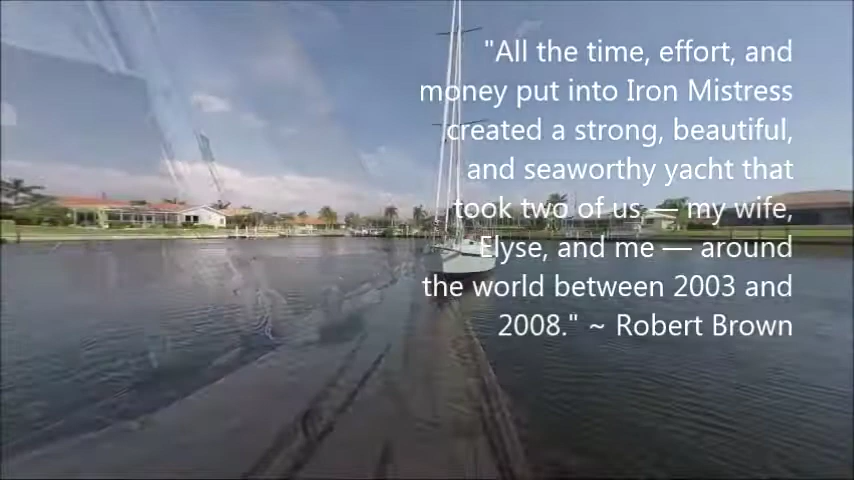 "All the time, effort, and
money put into Iron Mistress
created a strong, beautiful,
and seaworthy yacht that
took two of us — my wife,
Elyse, and me — around
the world between 2003 and
2008." ~ Robert Brown